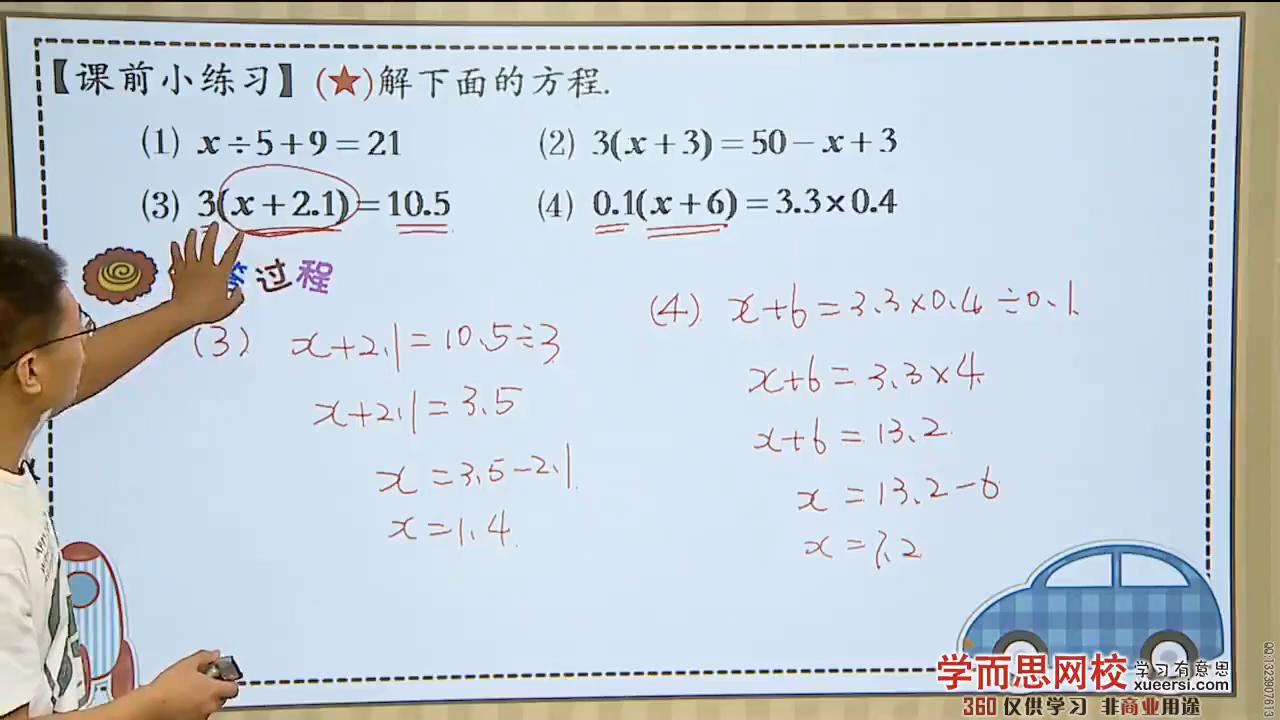 【课前小练习】(★)解下面的方程.
(1) x÷5+9=21
(2) 3(x+3)=50-x+3
(3) 3(x+2.1)=10.5
(4) 0.1(x+6)=3.3×0.4
过程
(3) x+2.1=10.5÷3
x+2.1=3.5
x=3.5-2.1
x=1.4
(4) x+6=3.3×0.4÷0.1
x+6=3.3×4
x+6=13.2
x=13.2-6
x=7.2
学而思网校 学习有意思
xueersi.com
360仅供学习 非商业用途
QQ132907613